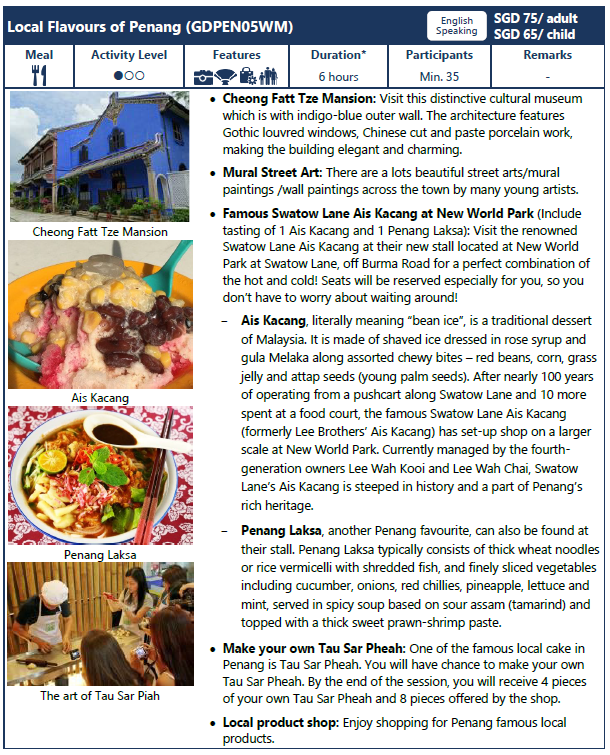 Local Flavours of Penang (GDPEN05WM)
English
Speaking
SGD 75/ adult
SGD 65/ child
Meal
Activity Level
Features
Duration*
Participants
Remarks
6 hours
Min. 35
-
Cheong Fatt Tze Mansion
Ais Kacang
Penang Laksa
The art of Tau Sar Piah
• Cheong Fatt Tze Mansion: Visit this distinctive cultural museum
which is with indigo-blue outer wall. The architecture features
Gothic louvred windows, Chinese cut and paste porcelain work,
making the building elegant and charming.
• Mural Street Art: There are a lots beautiful street arts/mural
paintings /wall paintings across the town by many young artists.
• Famous Swatow Lane Ais Kacang at New World Park (Include
tasting of 1 Ais Kacang and 1 Penang Laksa): Visit the renowned
Swatow Lane Ais Kacang at their new stall located at New World
Park at Swatow Lane, off Burma Road for a perfect combination of
the hot and cold! Seats will be reserved especially for you, so you
don't have to worry about waiting around!
– Ais Kacang, literally meaning "bean ice", is a traditional dessert
of Malaysia. It is made of shaved ice dressed in rose syrup and
gula Melaka along assorted chewy bites – red beans, corn, grass
jelly and attap seeds (young palm seeds). After nearly 100 years
of operating from a pushcart along Swatow Lane and 10 more
spent at a food court, the famous Swatow Lane Ais Kacang
(formerly Lee Brothers' Ais Kacang) has set-up shop on a larger
scale at New World Park. Currently managed by the fourth-
generation owners Lee Wah Kooi and Lee Wah Chai, Swatow
Lane's Ais Kacang is steeped in history and a part of Penang's
rich heritage.
– Penang Laksa, another Penang favourite, can also be found at
their stall. Penang Laksa typically consists of thick wheat noodles
or rice vermicelli with shredded fish, and finely sliced vegetables
including cucumber, onions, red chillies, pineapple, lettuce and
mint, served in spicy soup based on sour assam (tamarind) and
topped with a thick sweet prawn-shrimp paste.
• Make your own Tau Sar Pheah: One of the famous local cake in
Penang is Tau Sar Pheah. You will have chance to make your own
Tau Sar Pheah. By the end of the session, you will receive 4 pieces
of your own Tau Sar Pheah and 8 pieces offered by the shop.
• Local product shop: Enjoy shopping for Penang famous local
products.